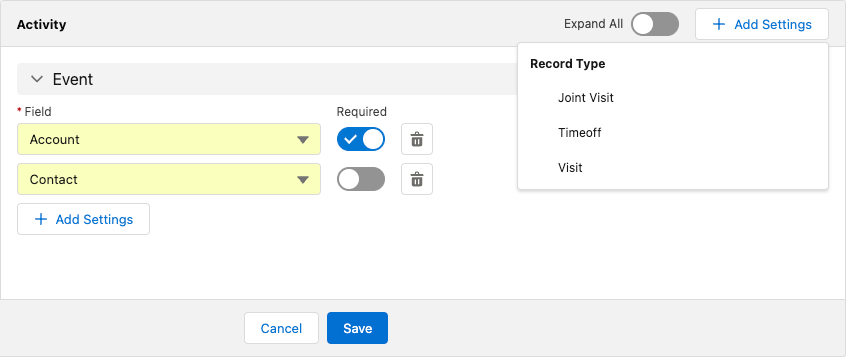 Activity
Expand All
Add Settings
Record Type
Joint Visit
Timeoff
Visit
Event
* Field
Required
Account
Contact
Add Settings
Cancel
Save